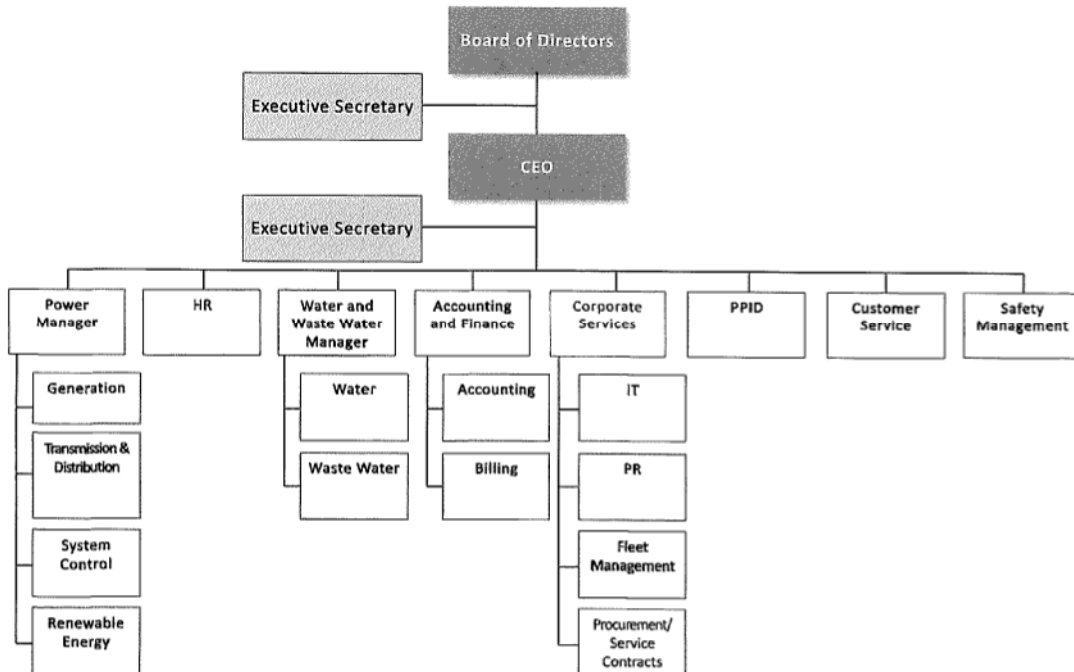 Board of Directors
Executive Secretary
CEO
Executive Secretary
Power
Manager
HR
Water and
Waste Water
Manager
Accounting
and Finance
Corporate
Services
PPID
Customer
Service
Safety
Management
Generation
Transmission &
Distribution
System
Control
Renewable
Energy
Water
Waste Water
Accounting
Billing
IT
PR
Fleet
Management
Procurement/
Service
Contracts